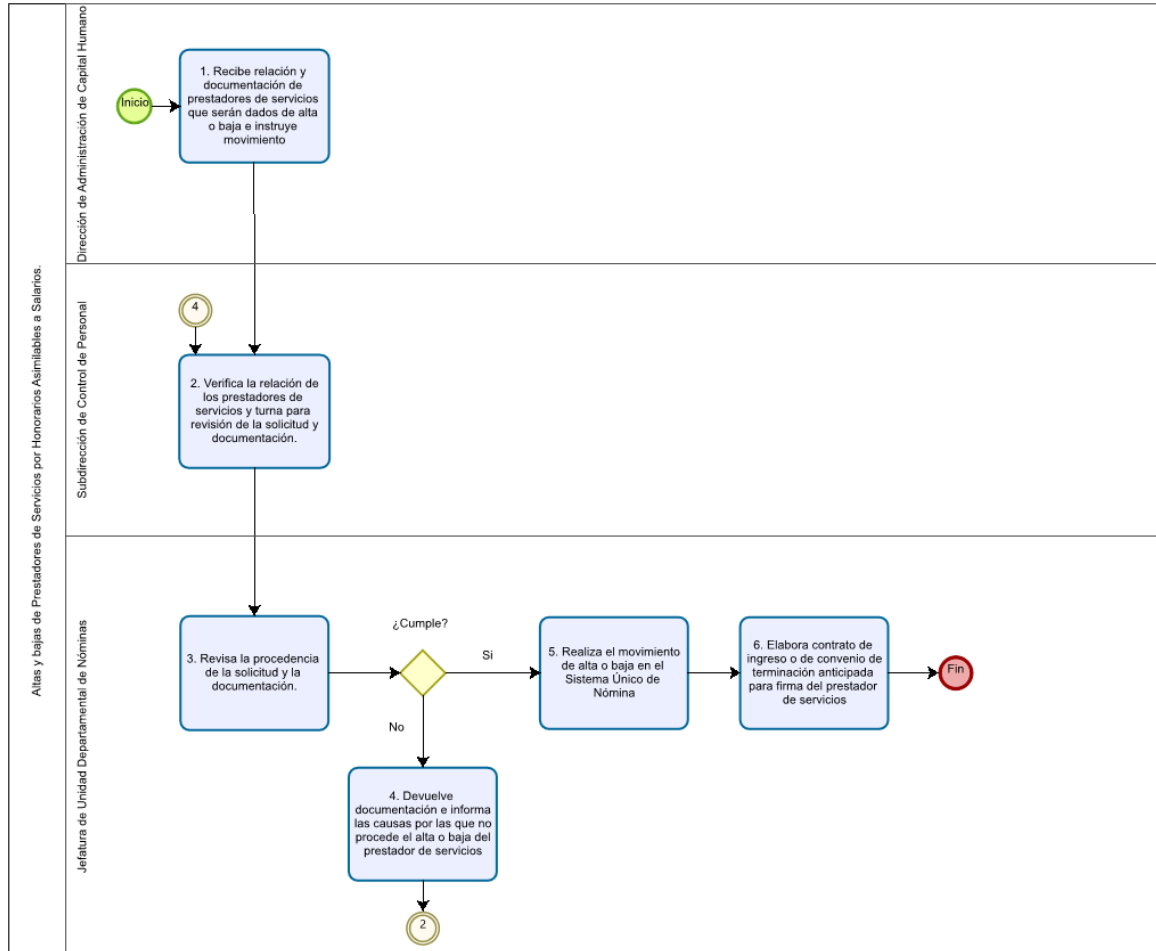 Altas y bajas de Prestadores de Servicios por Honorarios Asimilables a Salarios.
Dirección de Administración de Capital Humano
Inicio
1. Recibe relación y
documentación de
prestadores de servicios
que serán dados de alta
o baja e instruye
movimiento
Subdirección de Control de Personal
4
2. Verifica la relación de
los prestadores de
servicios y turna para
revisión de la solicitud y
documentación.
Jefatura de Unidad Departamental de Nóminas
3. Revisa la procedencia
de la solicitud y la
documentación.
¿Cumple?
Si
No
5. Realiza el movimiento
de alta o baja en el
Sistema Único de
Nómina
6. Elabora contrato de
ingreso o de convenio de
terminación anticipada
para firma del prestador
de servicios
Fin
4. Devuelve
documentación e informa
las causas por las que no
procede el alta o baja del
prestador de servicios
2